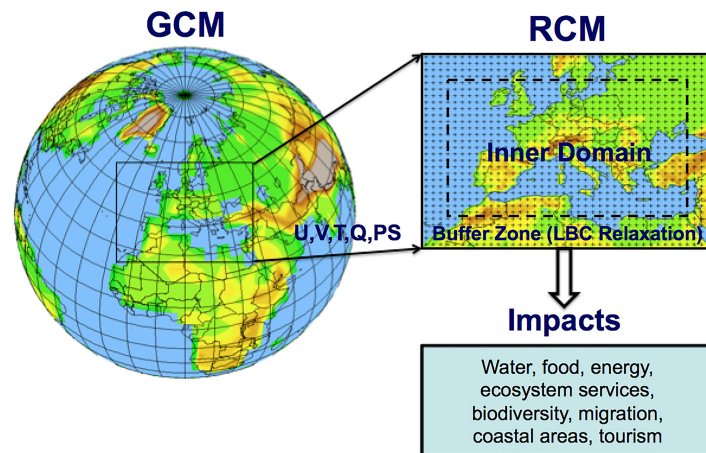 GCM
RCM
Inner Domain
U,V,T,Q,PS
Buffer Zone (LBC Relaxation)
Impacts
Water, food, energy,
ecosystem services,
biodiversity, migration,
coastal areas, tourism